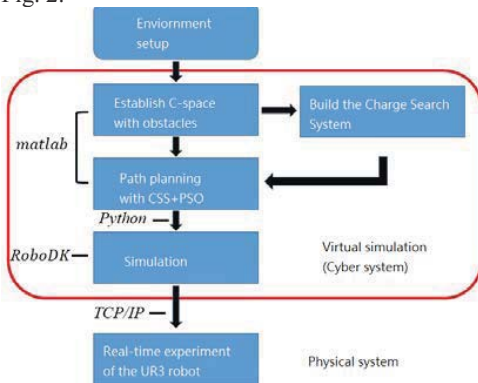 Fig. 2.
Enviornment
setup
Establish C-space
with obstacles
Build the Charge Search
System
matlab
Path planning
with CSS+PSO
Python
RoboDK
Simulation
Virtual simulation
(Cyber system)
TCP/IP
Real-time experiment
of the UR3 robot
Physical system